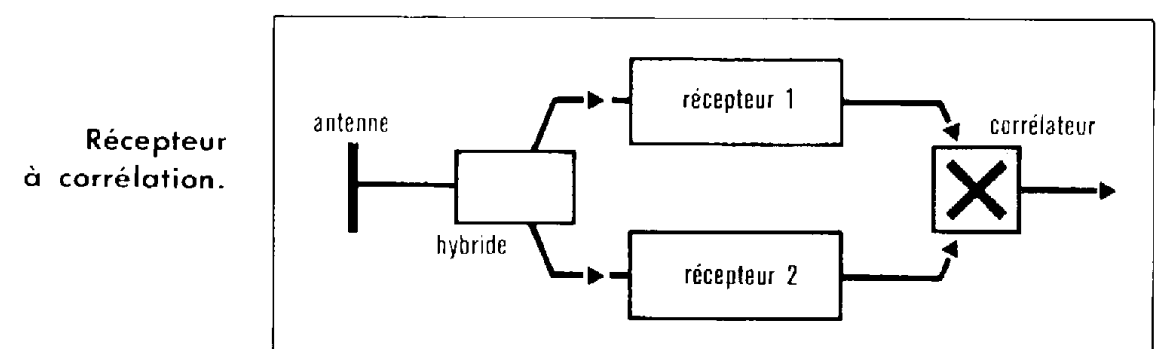 Récepteur
à corrélation.
antenne
hybride
récepteur 1
récepteur 2
corrélateur